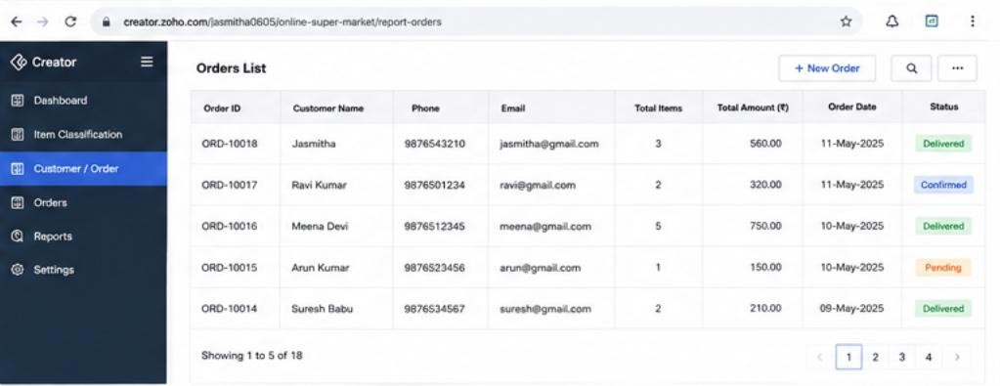 creator.zoho.com/jasmitha0605/online-super-market/report-orders
Creator
Dashboard
Item Classification
Customer / Order
Orders
Reports
Settings
Orders List
+ New Order
Order ID Customer Name Phone Email Total Items Total Amount (₹) Order Date Status
ORD-10018 Jasmitha 9876543210 jasmitha@gmail.com 3 560.00 11-May-2025 Delivered
ORD-10017 Ravi Kumar 9876501234 ravi@gmail.com 2 320.00 11-May-2025 Confirmed
ORD-10016 Meena Devi 9876512345 meena@gmail.com 5 750.00 10-May-2025 Delivered
ORD-10015 Arun Kumar 9876523456 arun@gmail.com 1 150.00 10-May-2025 Pending
ORD-10014 Suresh Babu 9876534567 suresh@gmail.com 2 210.00 09-May-2025 Delivered
Showing 1 to 5 of 18
1 2 3 4